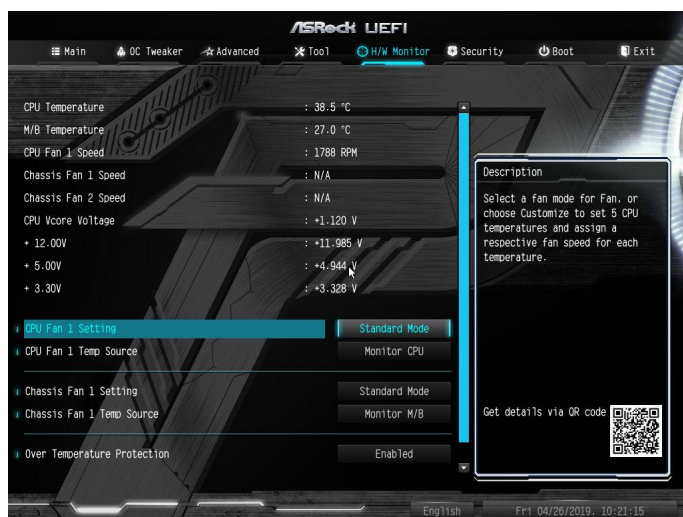 ASRock UEFI
Main OC Tweaker Advanced Tool H/W Monitor Security Boot Exit
CPU Temperature : 38.5 °C
M/B Temperature : 27.0 °C
CPU Fan 1 Speed : 1788 RPM
Chassis Fan 1 Speed : N/A
Chassis Fan 2 Speed : N/A
CPU Vcore Voltage : +1.120 V
+ 12.00V : +11.985 V
+ 5.00V : +4.944 V
+ 3.30V : +3.328 V
CPU Fan 1 Setting Standard Mode
CPU Fan 1 Temp Source Monitor CPU
Chassis Fan 1 Setting Standard Mode
Chassis Fan 1 Temp Source Monitor M/B
Over Temperature Protection Enabled
Description
Select a fan mode for Fan, or
choose Customize to set 5 CPU
temperatures and assign a
respective fan speed for each
temperature.
Get details via QR code
English Fri 04/26/2019. 10:21:15